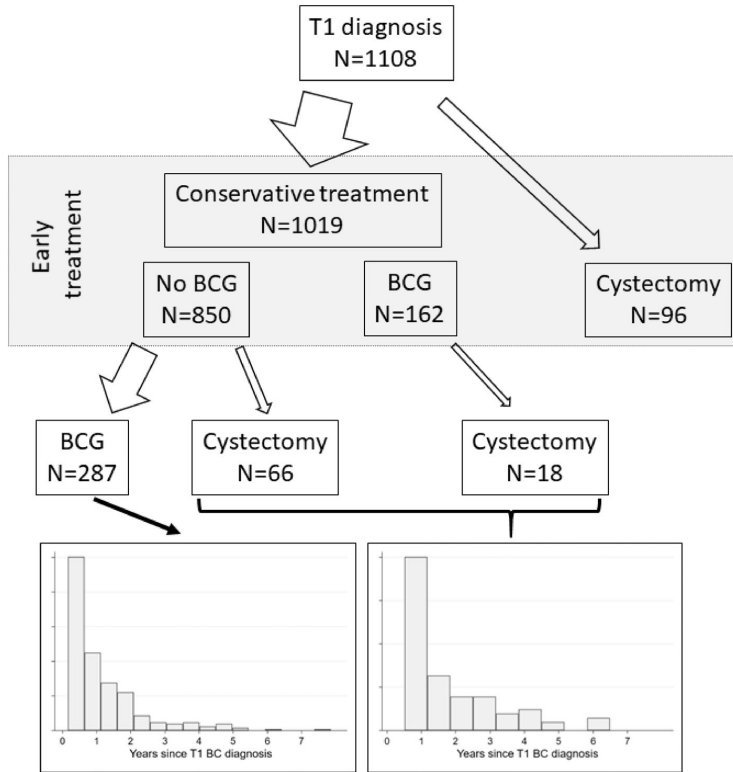 T1 diagnosis
N=1108
Early
treatment
Conservative treatment
N=1019
No BCG
N=850
BCG
N=162
Cystectomy
N=96
BCG
N=287
Cystectomy
N=66
Cystectomy
N=18
0 1 2 3 4 5 6 7
Years since T1 BC diagnosis
0 1 2 3 4 5 6 7
Years since T1 BC diagnosis